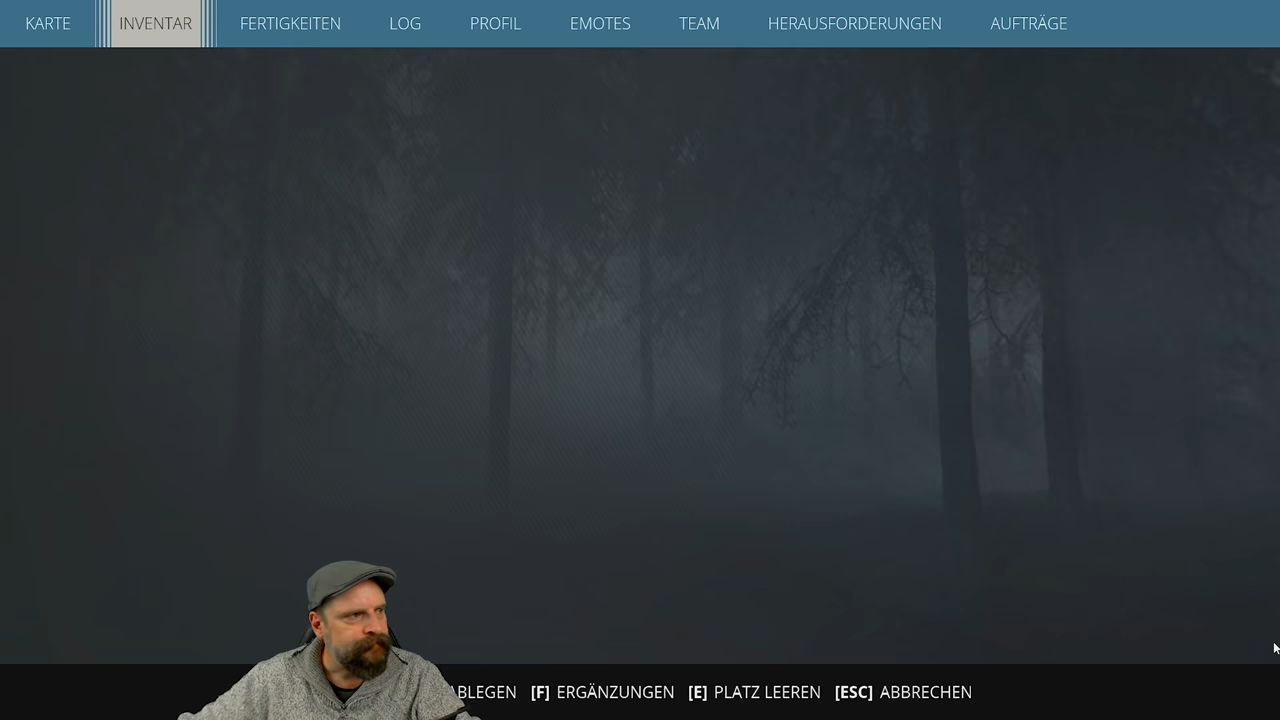 KARTE INVENTAR FERTIGKEITEN LOG PROFIL EMOTES TEAM HERAUSFORDERUNGEN AUFTRÄGE
ABLEGEN [F] ERGÄNZUNGEN [E] PLATZ LEEREN [ESC] ABBRECHEN